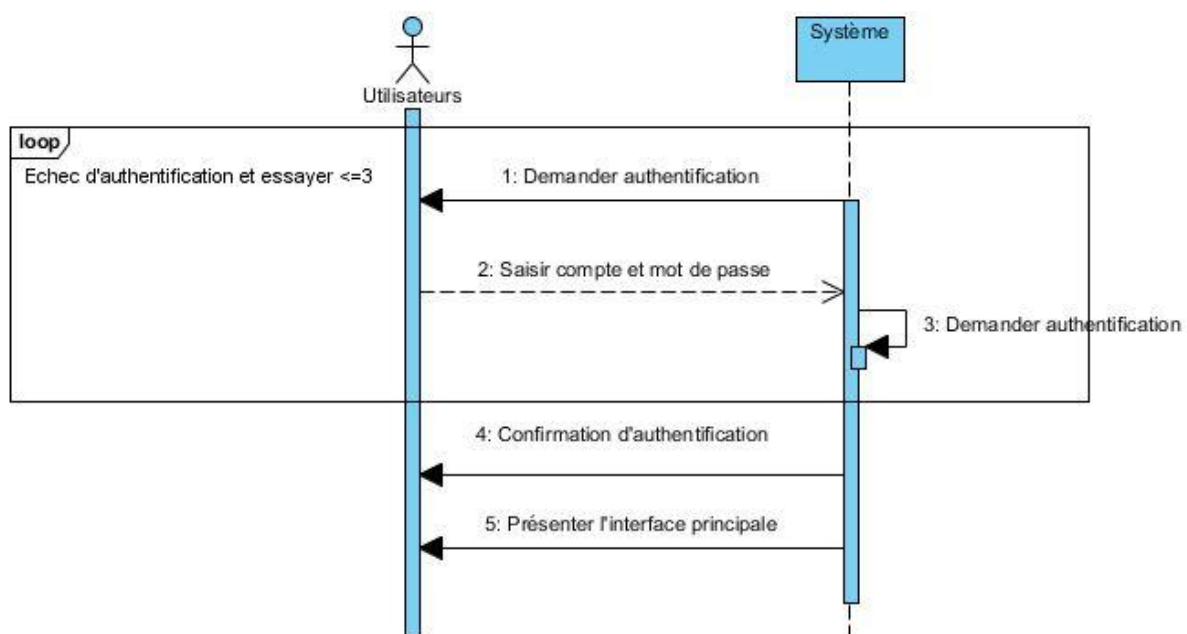 Système
Utilisateurs
loop
Echec d'authentification et essayer <=3
1: Demander authentification
2: Saisir compte et mot de passe
3: Demander authentification
4: Confirmation d'authentification
5: Présenter l'interface principale